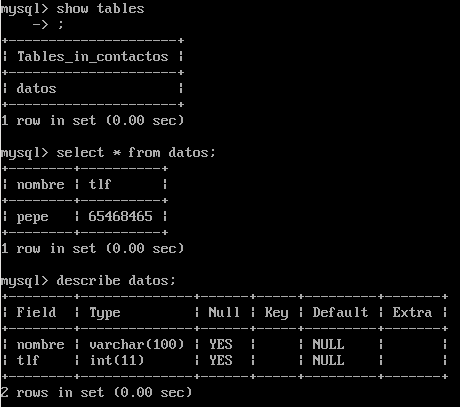 mysql> show tables
    -> ;
+---------------------+
| Tables_in_contactos |
+---------------------+
| datos               |
+---------------------+
1 row in set (0.00 sec)
mysql> select * from datos;
+--------+----------+
| nombre | tlf      |
+--------+----------+
| pepe   | 65468465 |
+--------+----------+
1 row in set (0.00 sec)
mysql> describe datos;
+--------+--------------+------+-----+---------+-------+
| Field  | Type         | Null | Key | Default | Extra |
+--------+--------------+------+-----+---------+-------+
| nombre | varchar(100) | YES  |     | NULL    |       |
| tlf    | int(11)      | YES  |     | NULL    |       |
+--------+--------------+------+-----+---------+-------+
2 rows in set (0.00 sec)